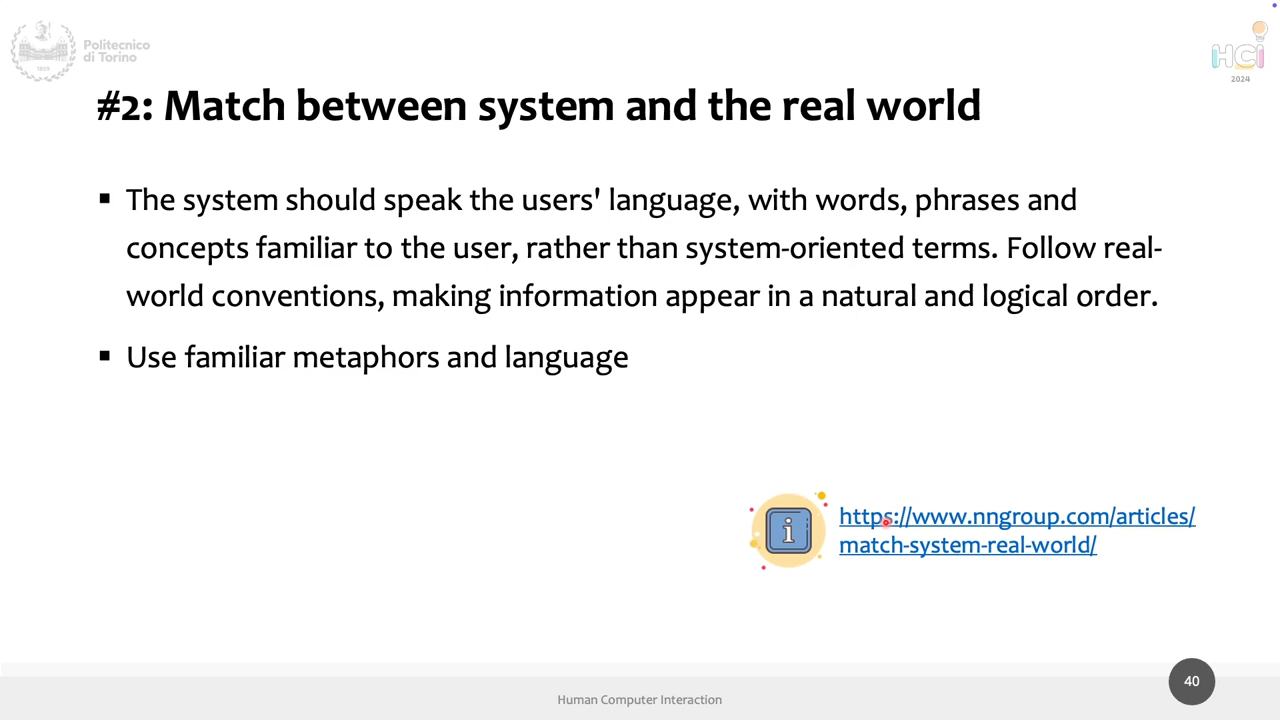 Politecnico
di Torino
1859
HCI
2024
#2: Match between system and the real world
▪ The system should speak the users' language, with words, phrases and
concepts familiar to the user, rather than system-oriented terms. Follow real-
world conventions, making information appear in a natural and logical order.
▪ Use familiar metaphors and language
i
https://www.nngroup.com/articles/
match-system-real-world/
Human Computer Interaction
40